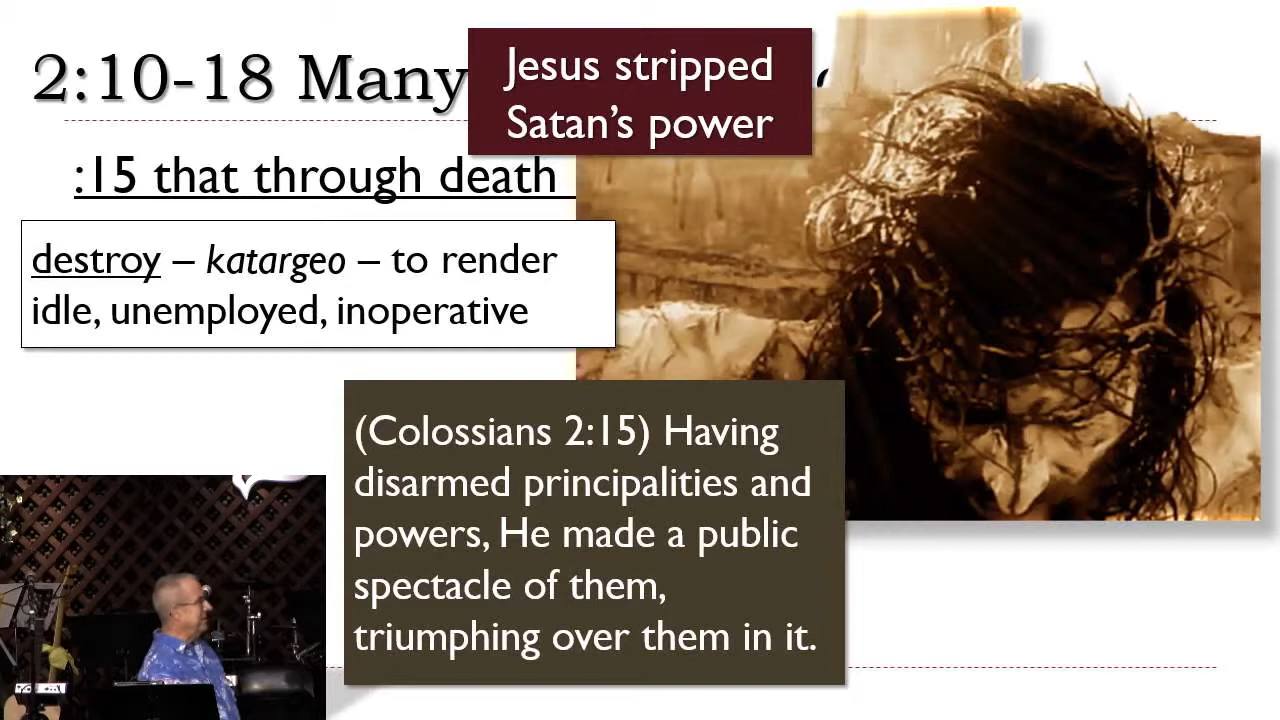 2:10-18 Many
Jesus stripped
Satan's power
:15 that through death
destroy – katargeo – to render
idle, unemployed, inoperative
(Colossians 2:15) Having
disarmed principalities and
powers, He made a public
spectacle of them,
triumphing over them in it.